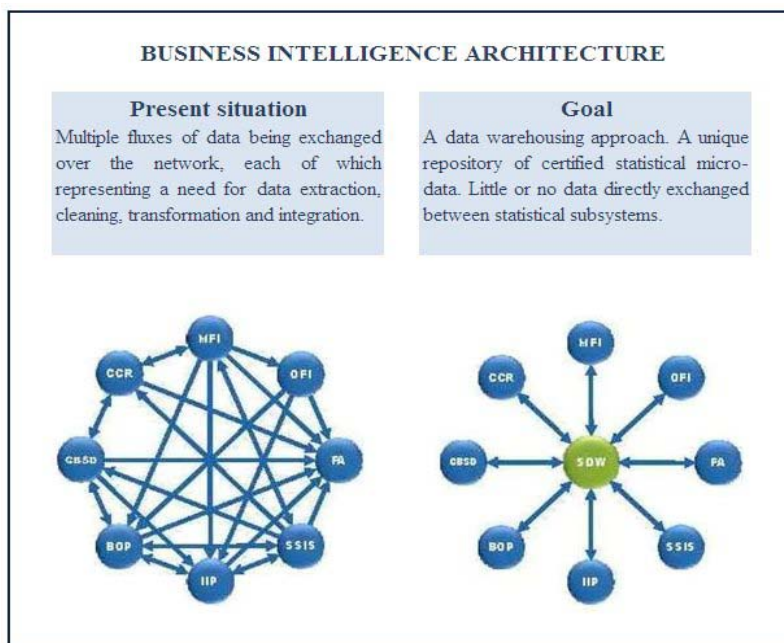 BUSINESS INTELLIGENCE ARCHITECTURE
Present situation
Multiple fluxes of data being exchanged
over the network, each of which
representing a need for data extraction,
cleaning, transformation and integration.
Goal
A data warehousing approach. A unique
repository of certified statistical micro-
data. Little or no data directly exchanged
between statistical subsystems.
MFI
CCR
OFI
CBSD
FA
BOP
SSIS
IIP
MFI
CCR
OFI
CBSD
SDW
FA
BOP
SSIS
IIP